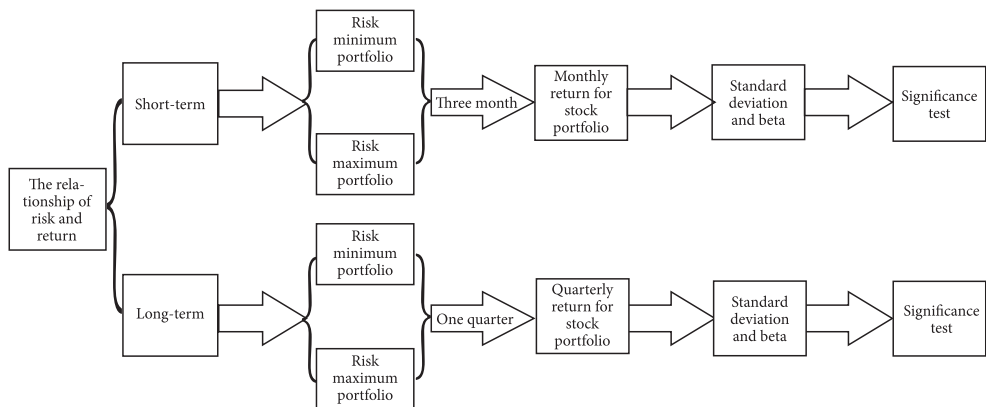 The rela-
tionship of
risk and
return
Short-term
Risk
minimum
portfolio
Risk
maximum
portfolio
Three month
Monthly
return for
stock
portfolio
Standard
deviation
and beta
Significance
test
Long-term
Risk
minimum
portfolio
Risk
maximum
portfolio
One quarter
Quarterly
return for
stock
portfolio
Standard
deviation
and beta
Significance
test